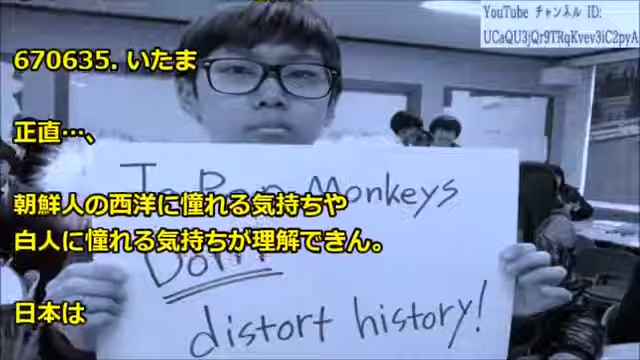 YouTube チャンネル ID:
UCaQU3jQr9TRqKvev3iC2pyA
670635. いたま
正直…、
朝鮮人の西洋に憧れる気持ちや
白人に憧れる気持ちが理解できん。
日本は
Monkeys
distort history!